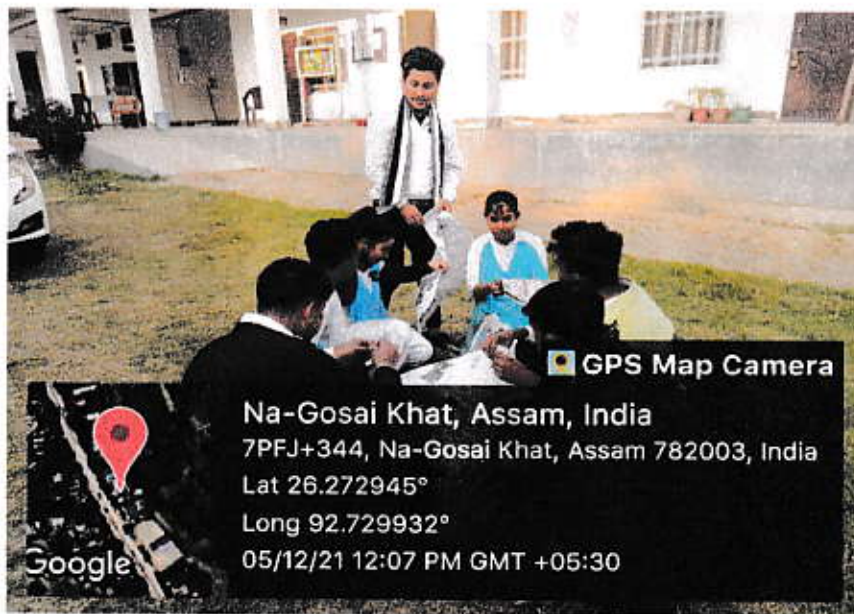 GPS Map Camera
Na-Gosai Khat, Assam, India
7PFJ+344, Na-Gosai Khat, Assam 782003, India
Lat 26.272945°
Long 92.729932°
05/12/21 12:07 PM GMT +05:30
Google